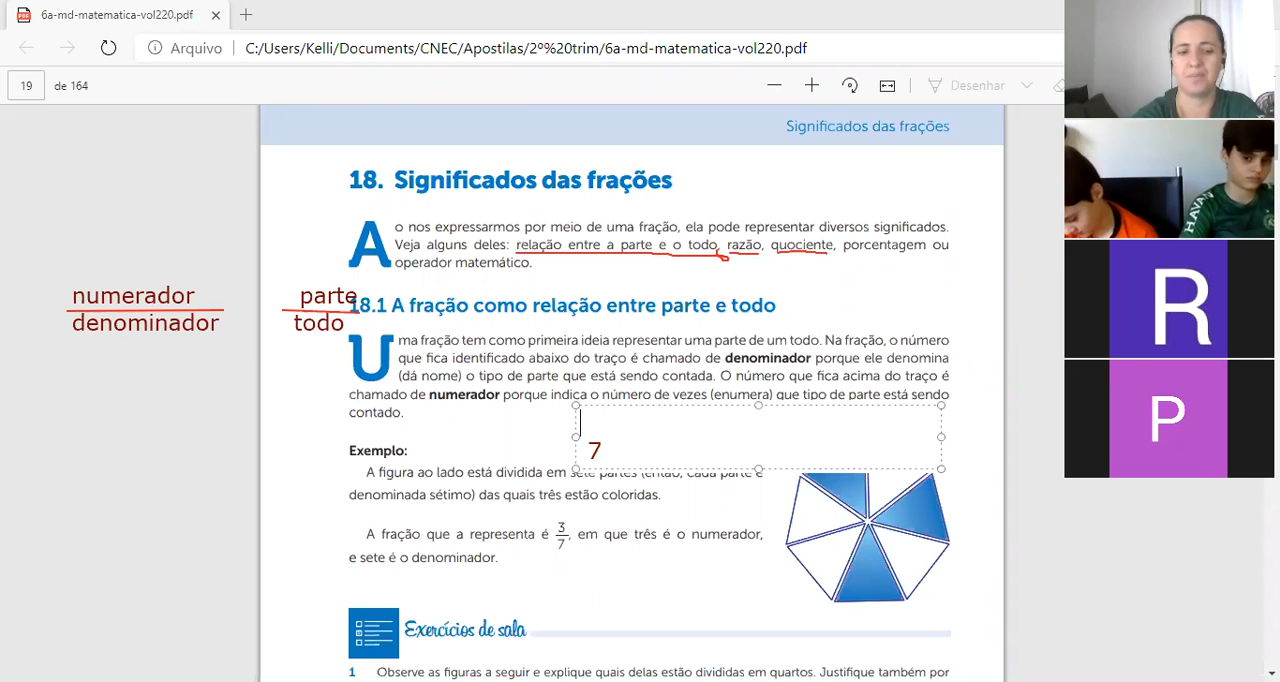 6a-md-matematica-vol220.pdf
Arquivo C:/Users/Kelli/Documents/CNEC/Apostilas/2º%20trim/6a-md-matematica-vol220.pdf
19 de 164
Desenhar
Significados das frações
18. Significados das frações
Ao nos expressarmos por meio de uma fração, ela pode representar diversos significados.
Veja alguns deles: relação entre a parte e o todo, razão, quociente, porcentagem ou
operador matemático.
numerador
denominador
parte
todo
18.1 A fração como relação entre parte e todo
Uma fração tem como primeira ideia representar uma parte de um todo. Na fração, o número
que fica identificado abaixo do traço é chamado de denominador porque ele denomina
(dá nome) o tipo de parte que está sendo contada. O número que fica acima do traço é
chamado de numerador porque indica o número de vezes (enumera) que tipo de parte está sendo
contado.
7
Exemplo:
A figura ao lado está dividida em sete partes (então, cada parte é
denominada sétimo) das quais três estão coloridas.
A fração que a representa é 3/7, em que três é o numerador,
e sete é o denominador.
Exercícios de sala
1 Observe as figuras a seguir e explique quais delas estão divididas em quartos. Justifique também por
HAVAN
R
P